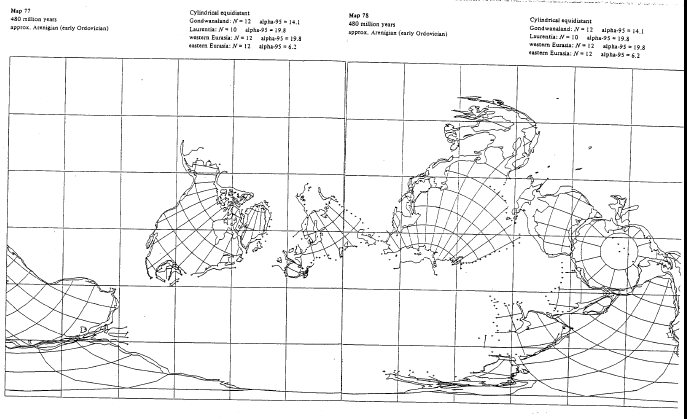 Map 77
480 million years
approx. Arenigian (early Ordovician)
Cylindrical equidistant
Gondwanaland: N = 12 alpha-95 = 14.1
Laurentia: N = 10 alpha-95 = 19.8
western Eurasia: N = 12 alpha-95 = 19.8
eastern Eurasia: N = 12 alpha-95 = 6.2
Map 78
480 million years
approx. Arenigian (early Ordovician)
Cylindrical equidistant
Gondwanaland: N = 12 alpha-95 = 14.1
Laurentia: N = 10 alpha-95 = 19.8
western Eurasia: N = 12 alpha-95 = 19.8
eastern Eurasia: N = 12 alpha-95 = 6.2